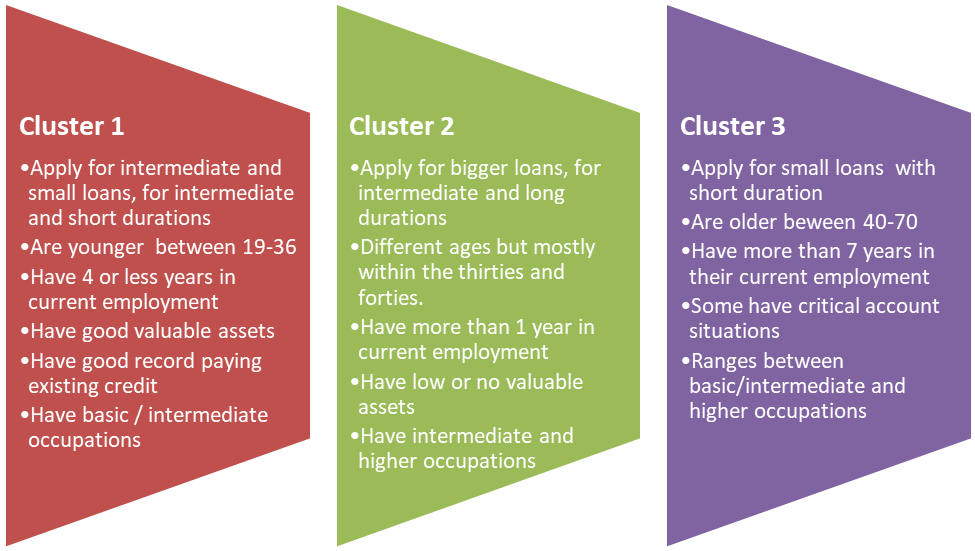 Cluster 1
•Apply for intermediate and
small loans, for intermediate
and short durations
•Are younger between 19-36
•Have 4 or less years in
current employment
•Have good valuable assets
•Have good record paying
existing credit
•Have basic / intermediate
occupations
Cluster 2
•Apply for bigger loans, for
intermediate and long
durations
•Different ages but mostly
within the thirties and
forties.
•Have more than 1 year in
current employment
•Have low or no valuable
assets
•Have intermediate and
higher occupations
Cluster 3
•Apply for small loans with
short duration
•Are older beween 40-70
•Have more than 7 years in
their current employment
•Some have critical account
situations
•Ranges between
basic/intermediate and
higher occupations